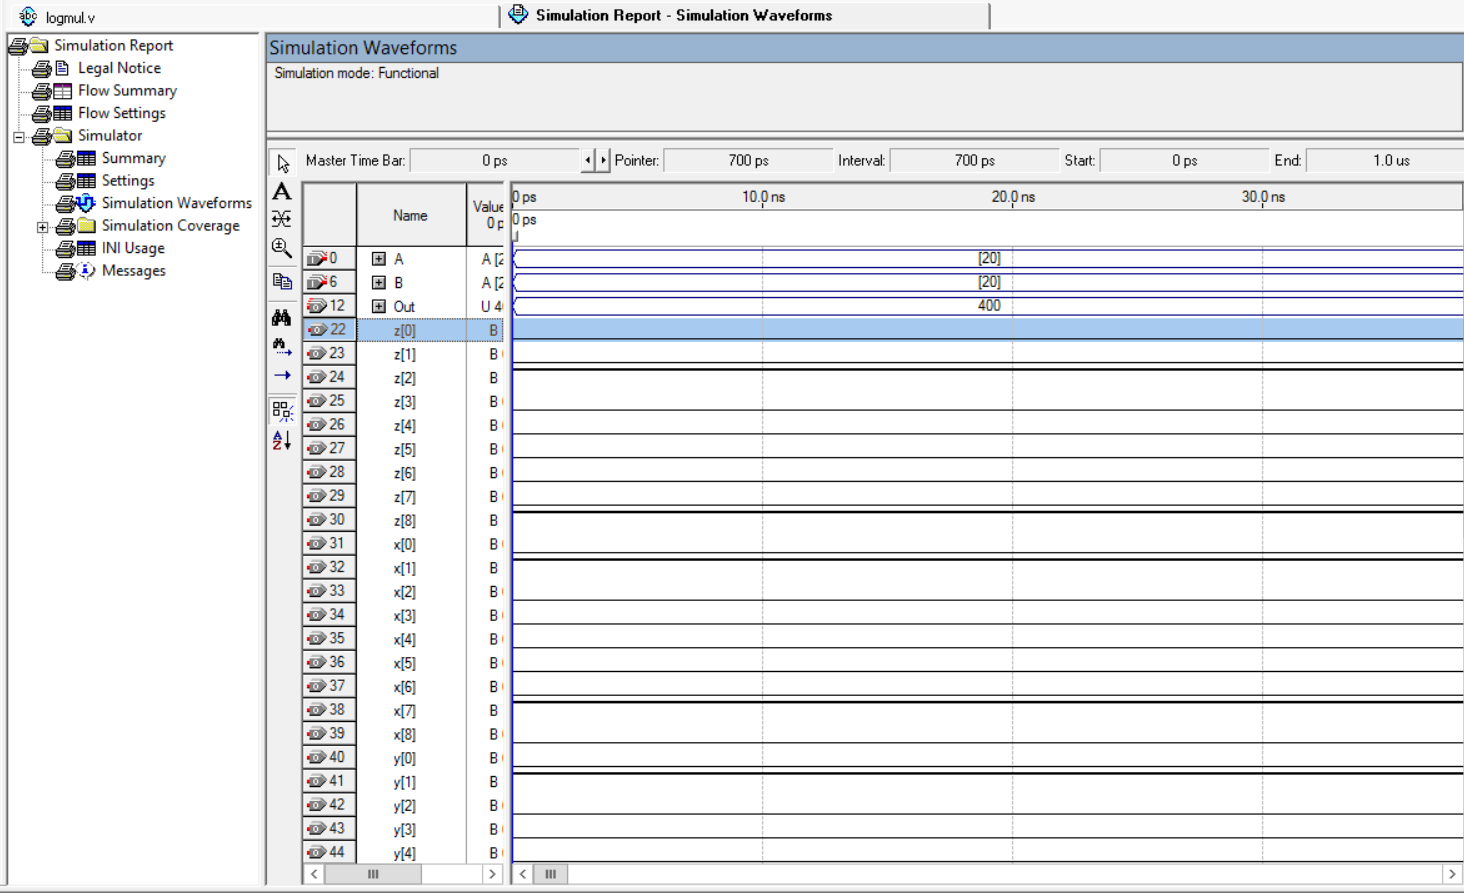 logmul.v
Simulation Report - Simulation Waveforms
Simulation Report
Legal Notice
Flow Summary
Flow Settings
Simulator
Summary
Settings
Simulation Waveforms
Simulation Coverage
INI Usage
Messages
Simulation Waveforms
Simulation mode: Functional
Master Time Bar: 0 ps Pointer: 700 ps Interval: 700 ps Start: 0 ps End: 1.0 us
Name Value 0 p
0 ps 10.0 ns 20.0 ns 30.0 ns
0 ps
0 A A [2 [20]
6 B A [2 [20]
12 Out U 4 400
22 z[0] B
23 z[1] B
24 z[2] B
25 z[3] B
26 z[4] B
27 z[5] B
28 z[6] B
29 z[7] B
30 z[8] B
31 x[0] B
32 x[1] B
33 x[2] B
34 x[3] B
35 x[4] B
36 x[5] B
37 x[6] B
38 x[7] B
39 x[8] B
40 y[0] B
41 y[1] B
42 y[2] B
43 y[3] B
44 y[4] B